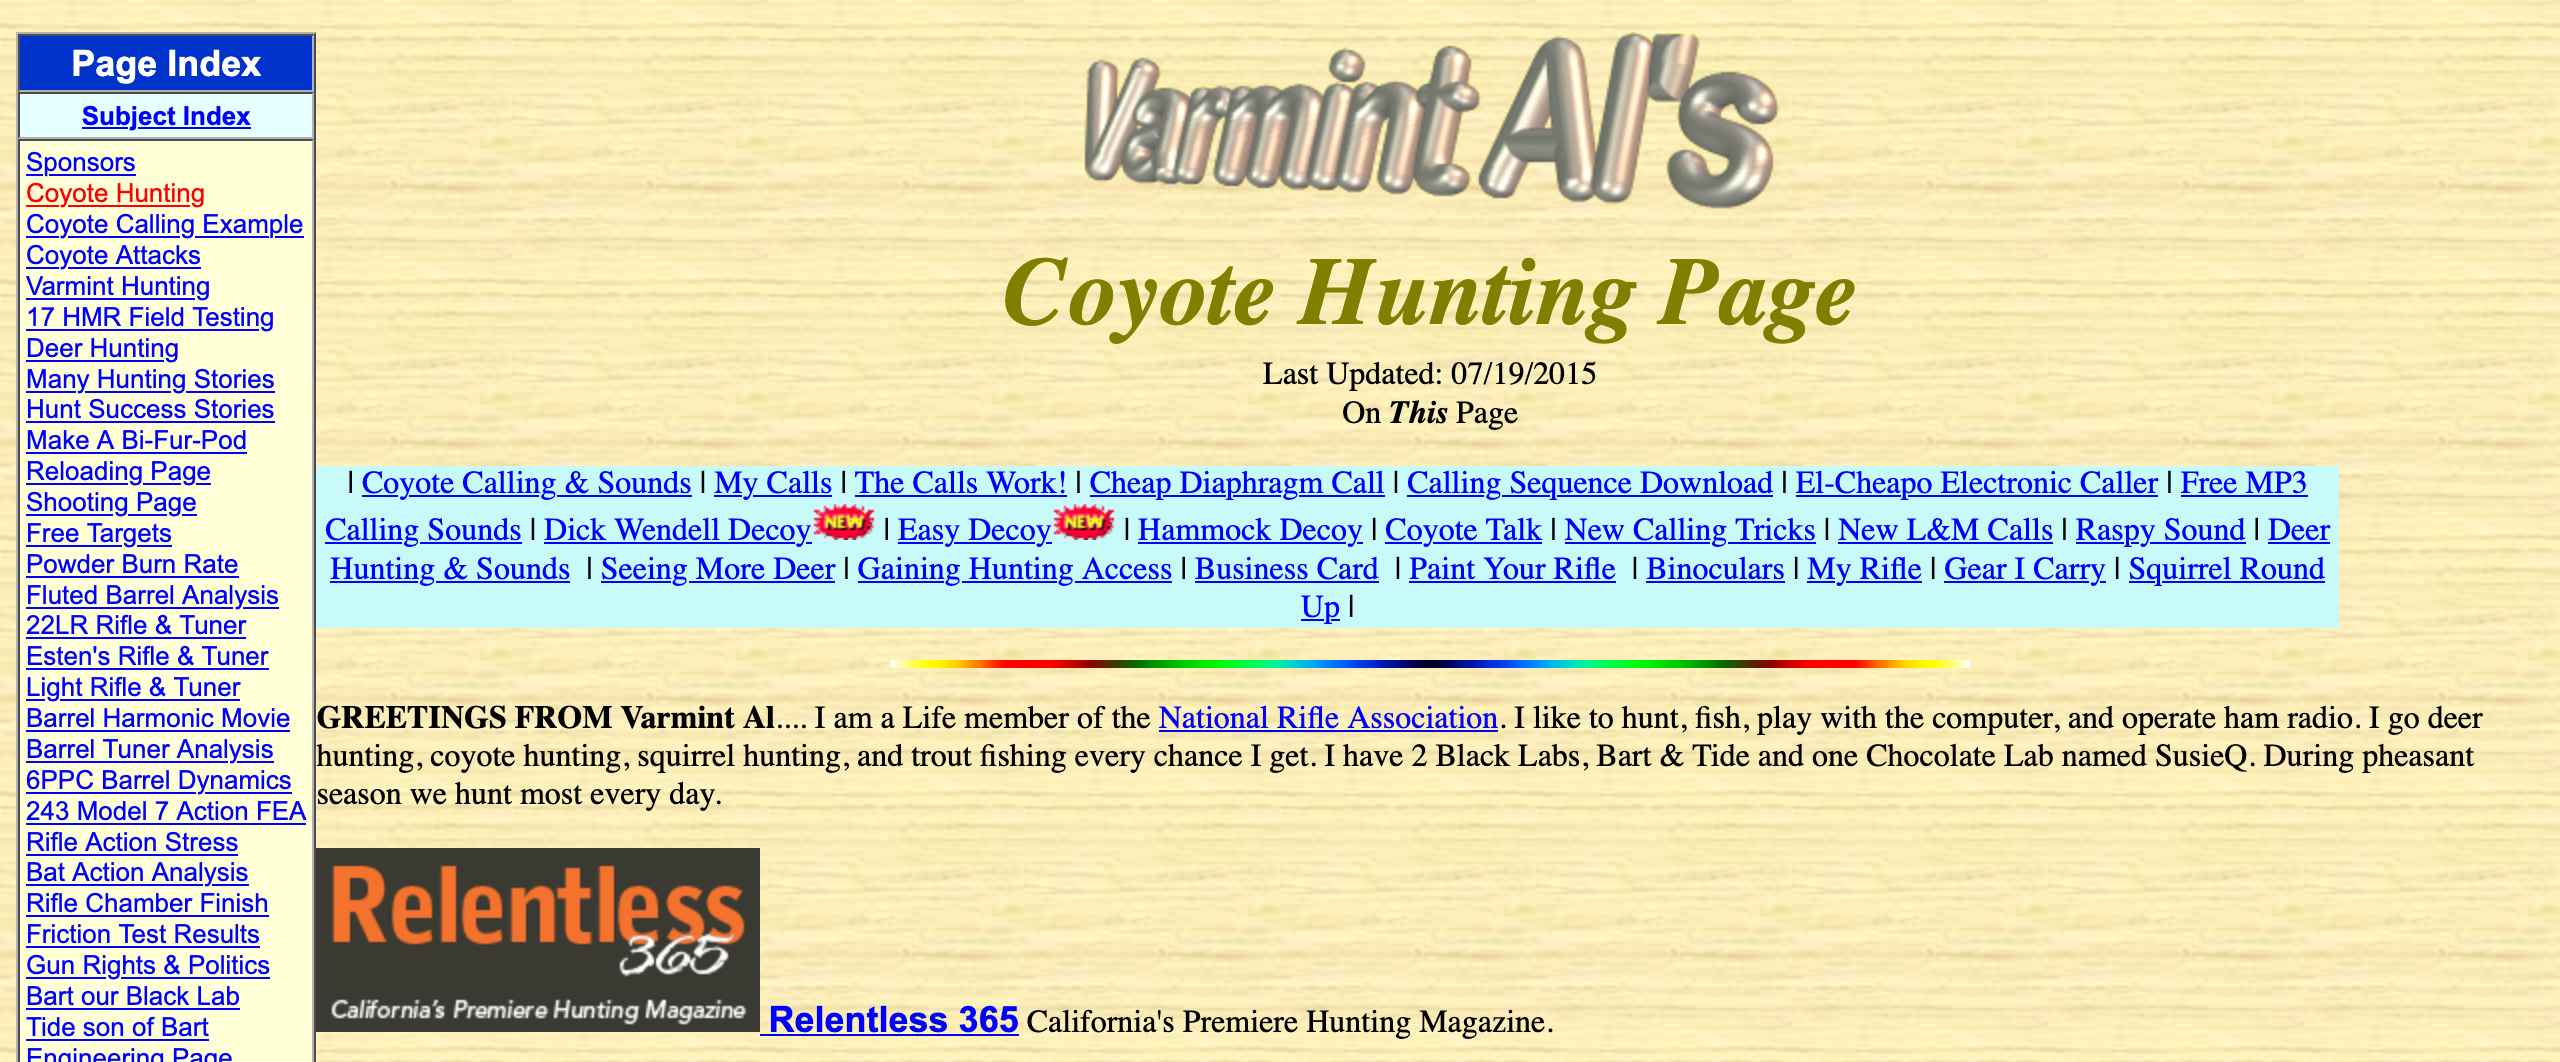 Page Index
Subject Index
Sponsors
Coyote Hunting
Coyote Calling Example
Coyote Attacks
Varmint Hunting
17 HMR Field Testing
Deer Hunting
Many Hunting Stories
Hunt Success Stories
Make A Bi-Fur-Pod
Reloading Page
Shooting Page
Free Targets
Powder Burn Rate
Fluted Barrel Analysis
22LR Rifle & Tuner
Esten's Rifle & Tuner
Light Rifle & Tuner
Barrel Harmonic Movie
Barrel Tuner Analysis
6PPC Barrel Dynamics
243 Model 7 Action FEA
Rifle Action Stress
Bat Action Analysis
Rifle Chamber Finish
Friction Test Results
Gun Rights & Politics
Bart our Black Lab
Tide son of Bart
Engineering Page
Varmint Al's
Coyote Hunting Page
Last Updated: 07/19/2015
On This Page
| Coyote Calling & Sounds | My Calls | The Calls Work! | Cheap Diaphragm Call | Calling Sequence Download | El-Cheapo Electronic Caller | Free MP3
Calling Sounds | Dick Wendell Decoy NEW | Easy Decoy NEW | Hammock Decoy | Coyote Talk | New Calling Tricks | New L&M Calls | Raspy Sound | Deer
Hunting & Sounds | Seeing More Deer | Gaining Hunting Access | Business Card | Paint Your Rifle | Binoculars | My Rifle | Gear I Carry | Squirrel Round
Up |
GREETINGS FROM Varmint Al.... I am a Life member of the National Rifle Association. I like to hunt, fish, play with the computer, and operate ham radio. I go deer
hunting, coyote hunting, squirrel hunting, and trout fishing every chance I get. I have 2 Black Labs, Bart & Tide and one Chocolate Lab named SusieQ. During pheasant
season we hunt most every day.
Relentless
365
California's Premiere Hunting Magazine
Relentless 365 California's Premiere Hunting Magazine.